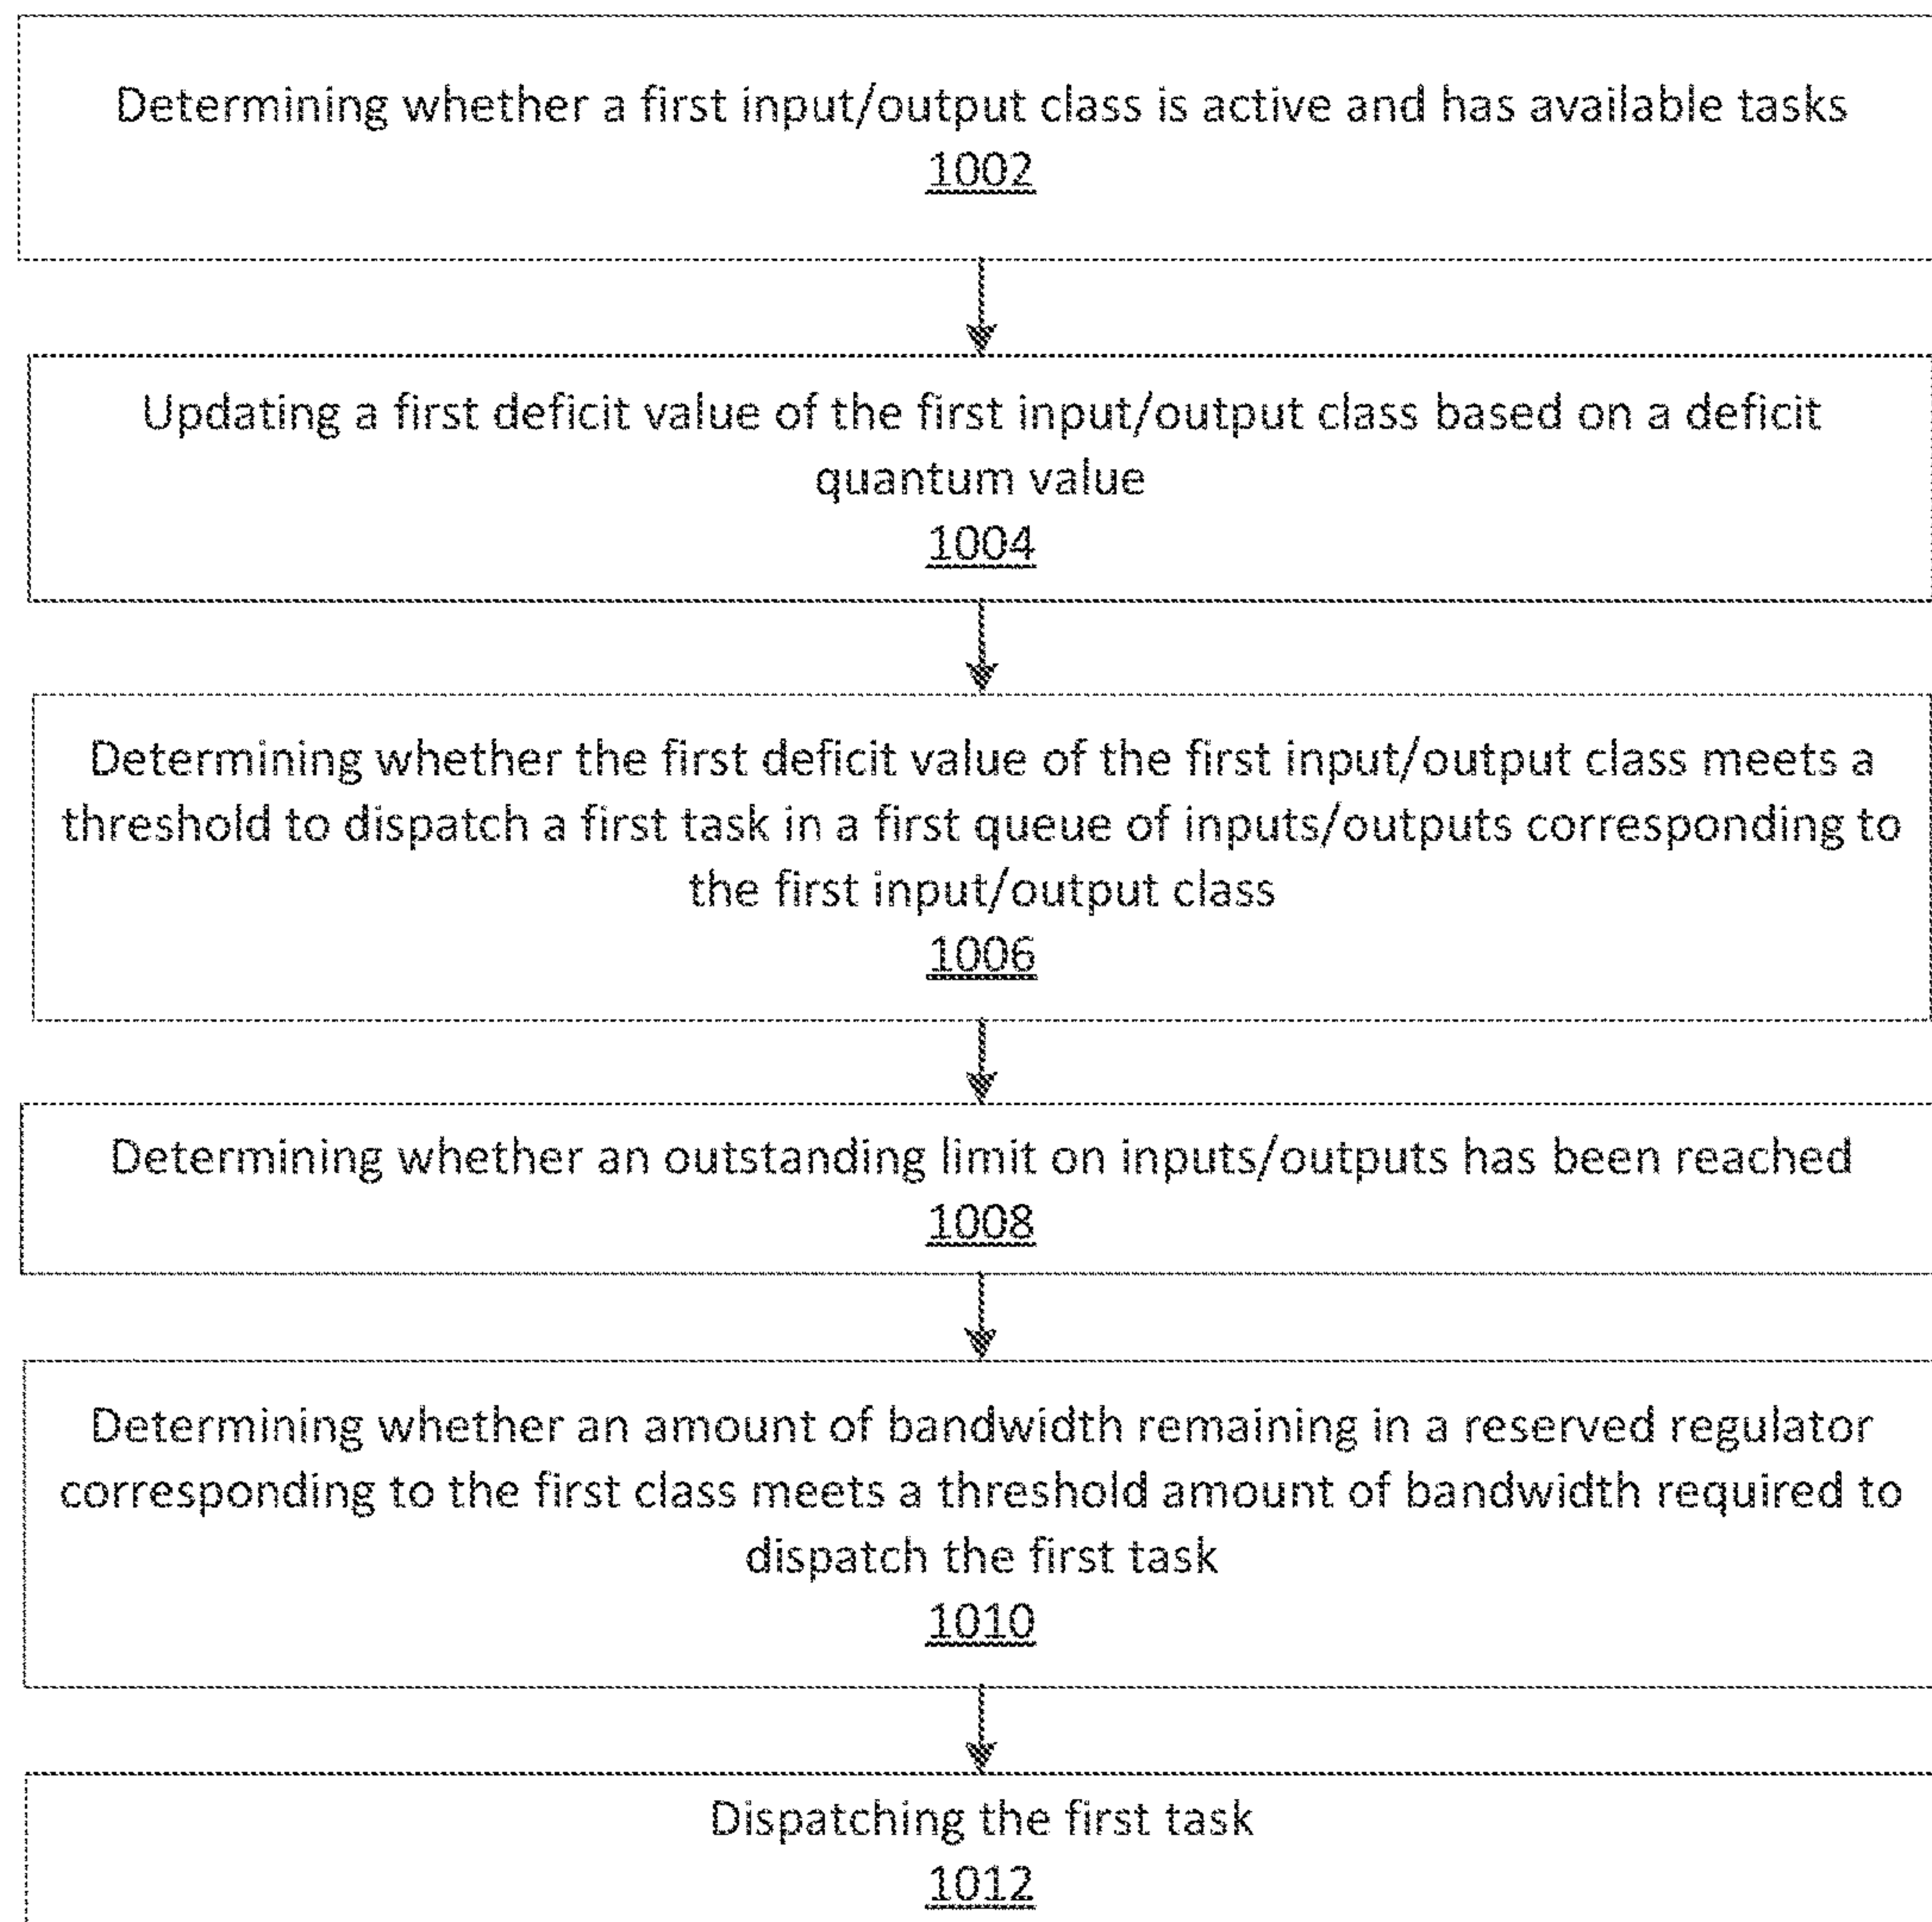 Determining whether a first input/output class is active and has available tasks
1002
Updating a first deficit value of the first input/output class based on a deficit
quantum value
1004
Determining whether the first deficit value of the first input/output class meets a
threshold to dispatch a first task in a first queue of inputs/outputs corresponding to
the first input/output class
1006
Determining whether an outstanding limit on inputs/outputs has been reached
1008
Determining whether an amount of bandwidth remaining in a reserved regulator
corresponding to the first class meets a threshold amount of bandwidth required to
dispatch the first task
1010
Dispatching the first task
1012